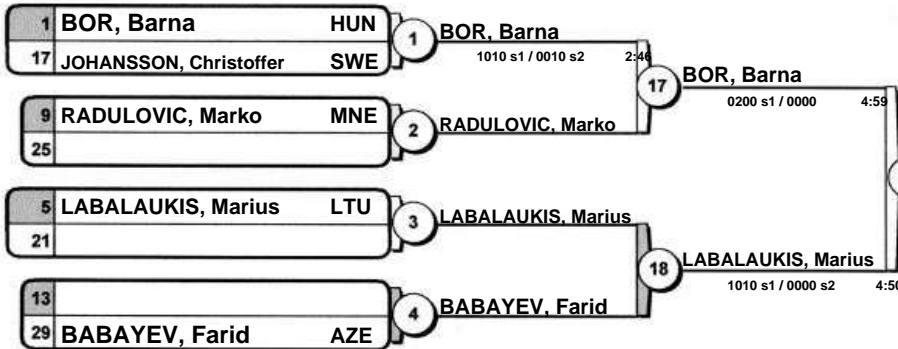 1 BOR, Barna HUN
17 JOHANSSON, Christoffer SWE
1
BOR, Barna
1010 s1 / 0010 s2 2:46
9 RADULOVIC, Marko MNE
25
2
RADULOVIC, Marko
17
BOR, Barna
0200 s1 / 0000 4:59
5 LABALAUKIS, Marius LTU
21
3
LABALAUKIS, Marius
13
29 BABAYEV, Farid AZE
4
BABAYEV, Farid
18
LABALAUKIS, Marius
1010 s1 / 0000 s2